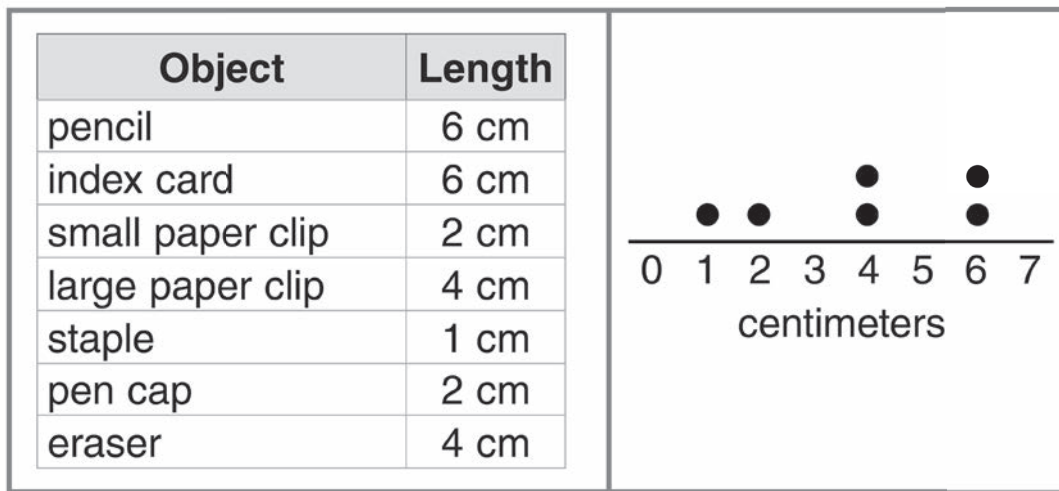 Object Length
pencil 6 cm
index card 6 cm
small paper clip 2 cm
large paper clip 4 cm
staple 1 cm
pen cap 2 cm
eraser 4 cm
0 1 2 3 4 5 6 7
centimeters